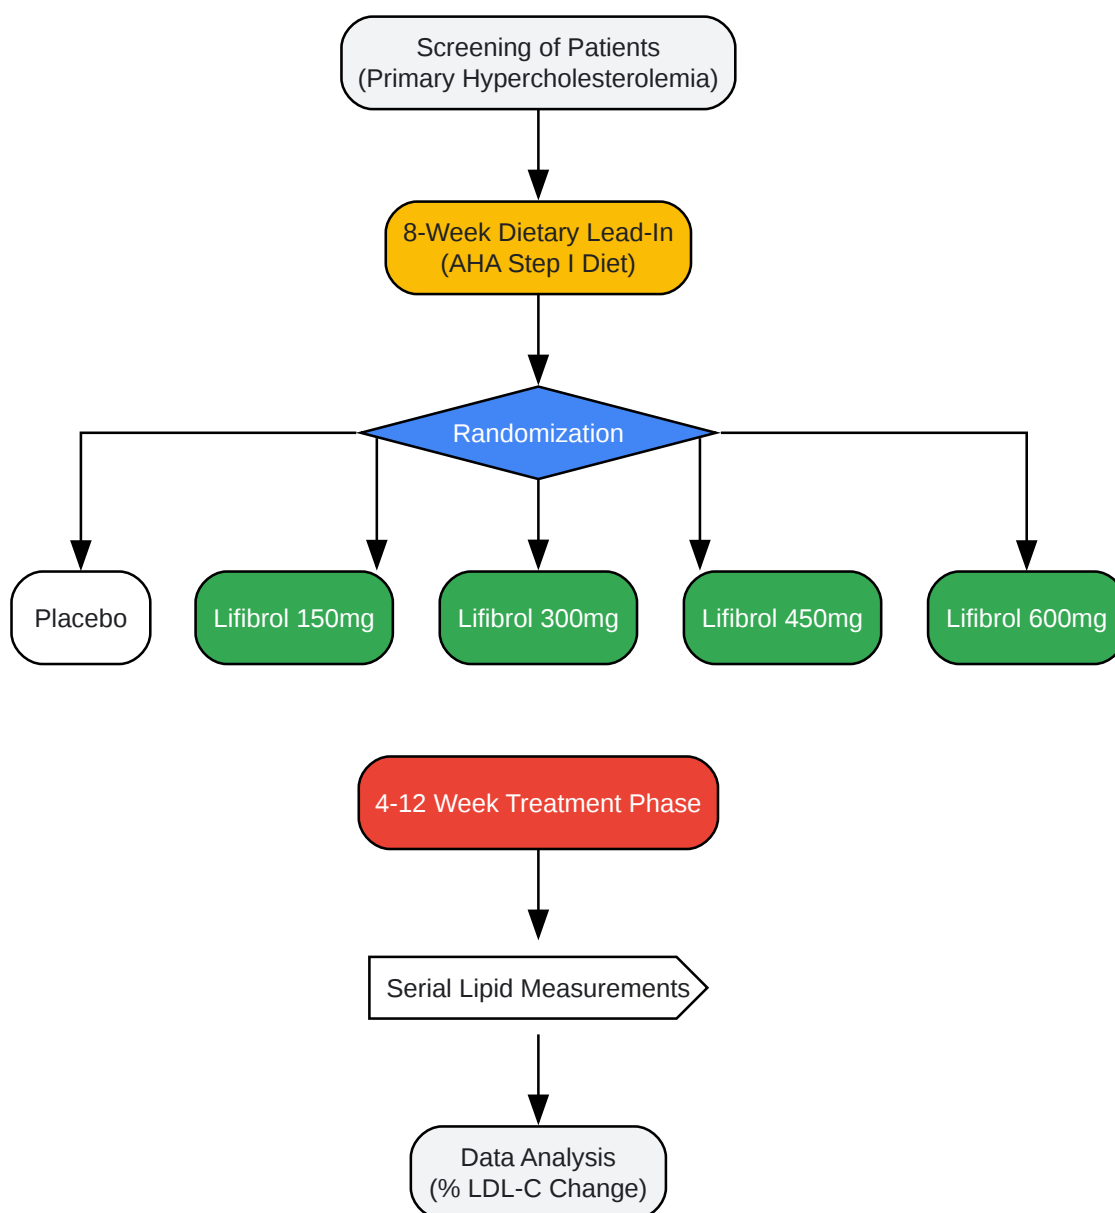 Screening of Patients
(Primary Hypercholesterolemia)
8-Week Dietary Lead-In
(AHA Step I Diet)
Randomization
Placebo
Lifibrol 150mg
Lifibrol 300mg
Lifibrol 450mg
Lifibrol 600mg
4-12 Week Treatment Phase
Serial Lipid Measurements
Data Analysis
(% LDL-C Change)